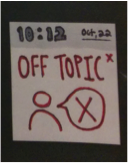 10:12 Oct, 22
OFF TOPIC*
X